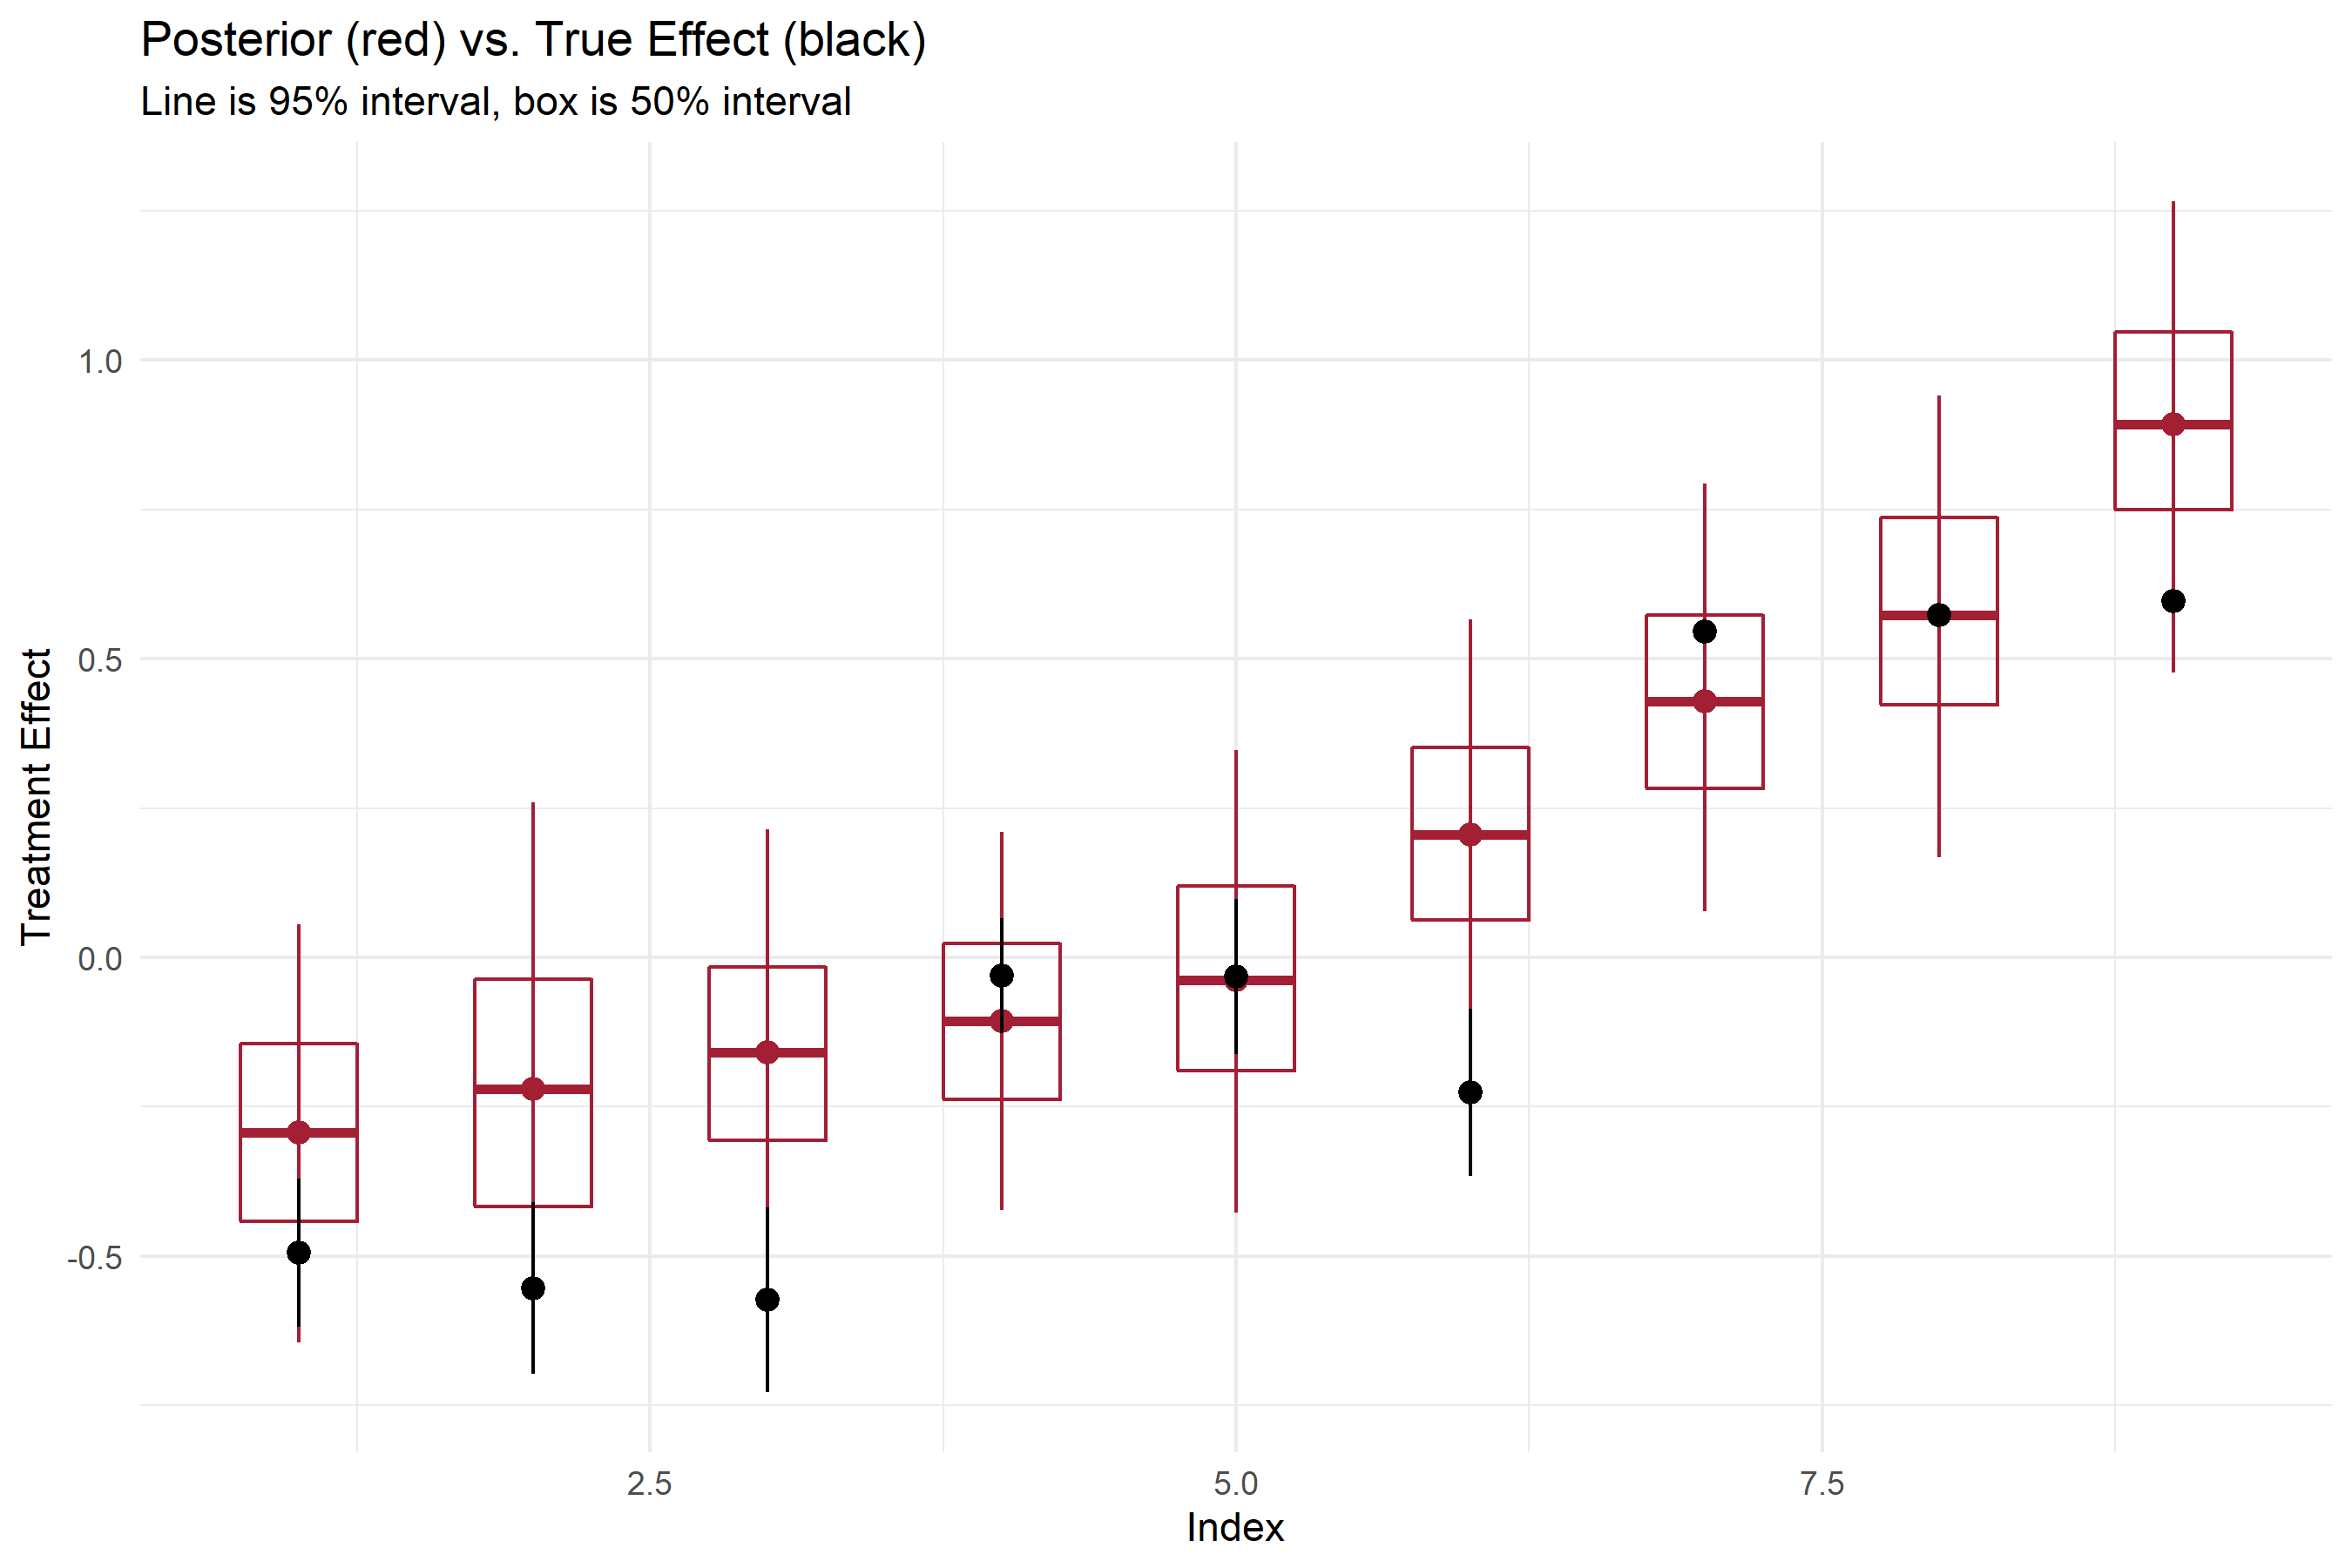 Posterior (red) vs. True Effect (black)
Line is 95% interval, box is 50% interval
Treatment Effect
1.0
0.5
0.0
-0.5
2.5
5.0
7.5
Index